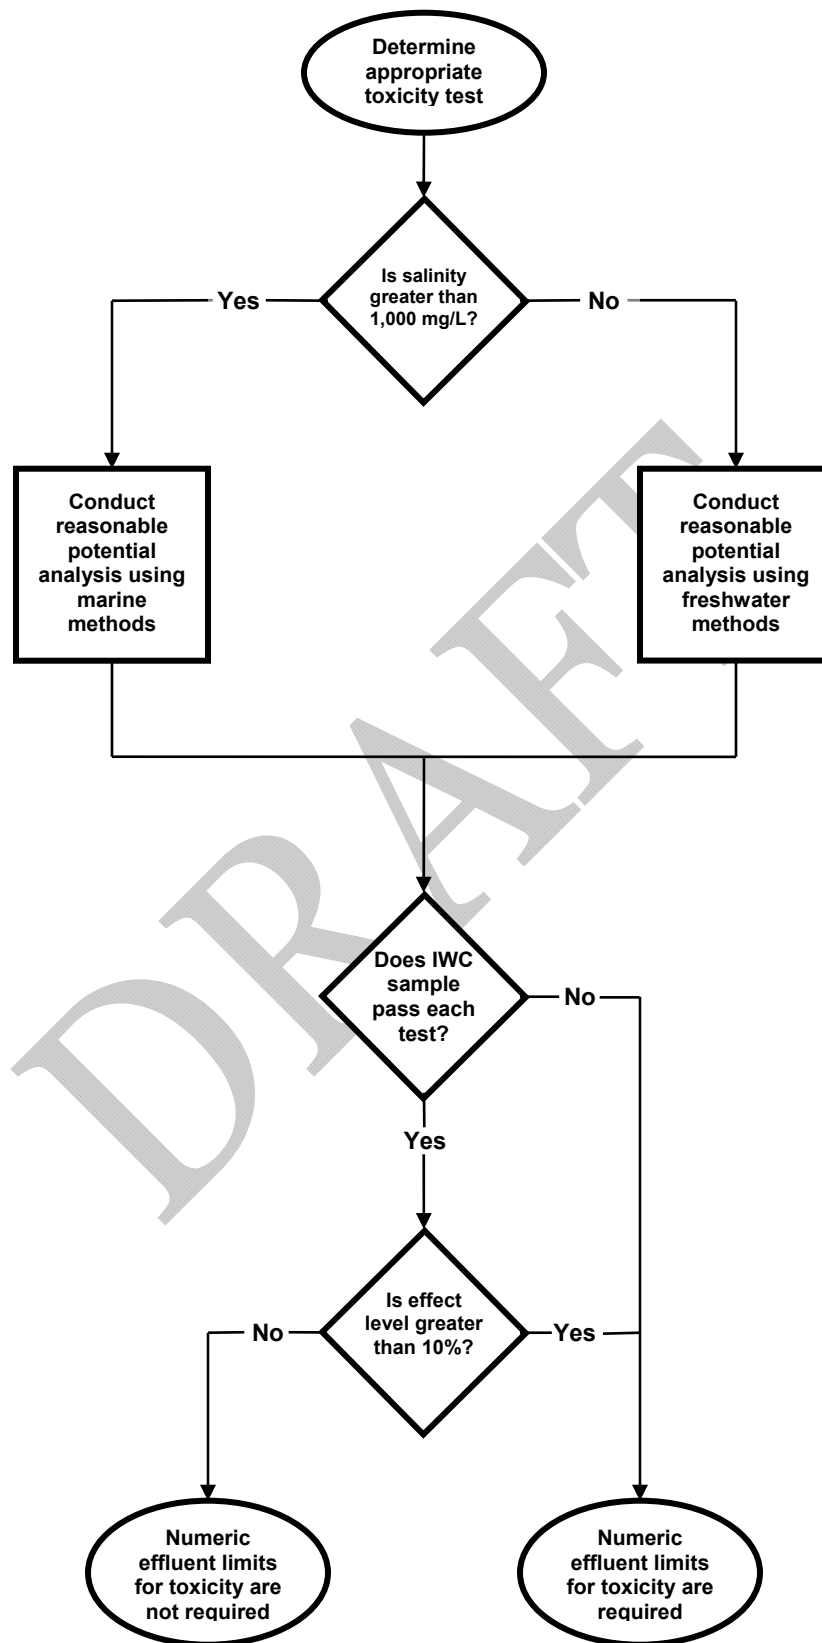 Determine
appropriate
toxicity test
Is salinity
greater than
1,000 mg/L?
Yes
No
Conduct
reasonable
potential
analysis using
marine
methods
Conduct
reasonable
potential
analysis using
freshwater
methods
DRAFT
Does IWC
sample
pass each
test?
No
Yes
Is effect
level greater
than 10%?
No
Yes
Numeric
effluent limits
for toxicity are
not required
Numeric
effluent limits
for toxicity are
required